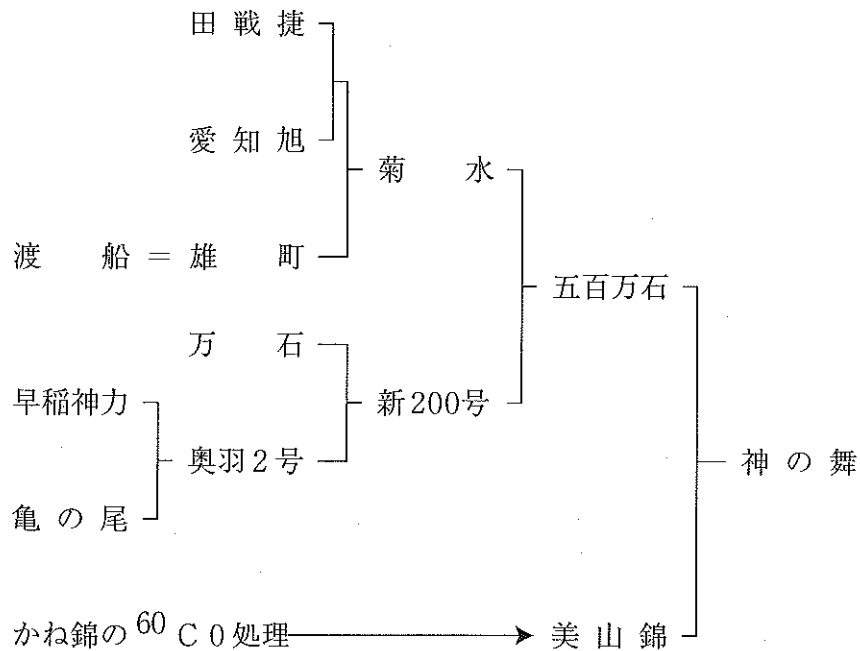 田戦捷
愛知旭
菊水
渡船＝雄町
五百万石
万石
早稲神力
新200号
奥羽2号
神の舞
亀の尾
かね錦の60C0処理
美山錦